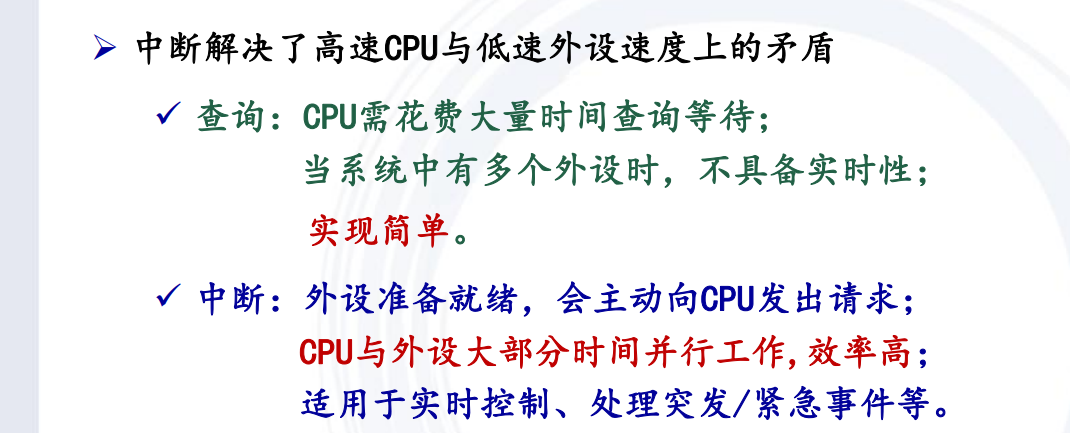 中断解决了高速CPU与低速外设速度上的矛盾
查询：CPU需花费大量时间查询等待；
当系统中有多个外设时，不具备实时性；
实现简单。
中断：外设准备就绪，会主动向CPU发出请求；
CPU与外设大部分时间并行工作,效率高；
适用于实时控制、处理突发/紧急事件等。